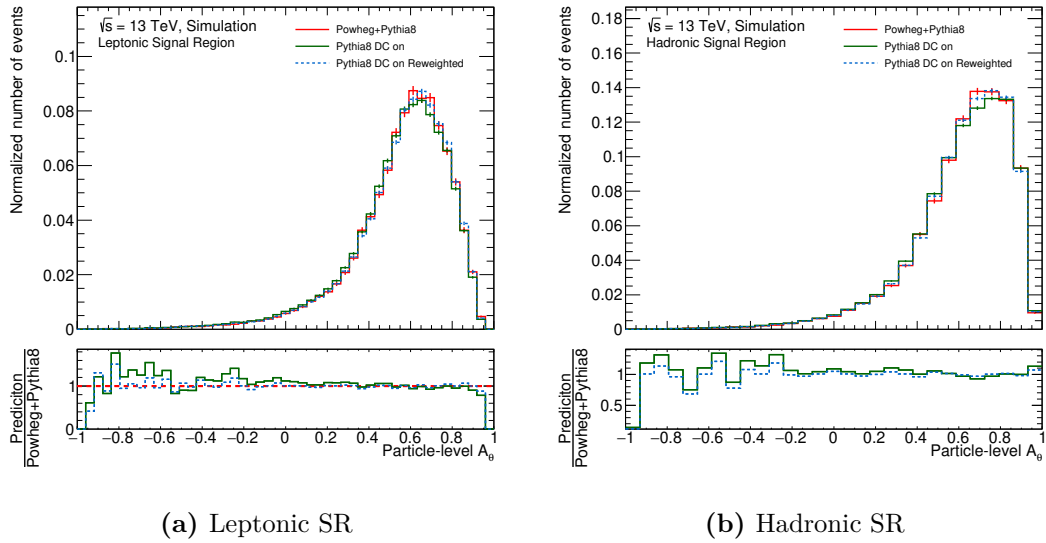 √s = 13 TeV, Simulation
Leptonic Signal Region
Powheg+Pythia8
Pythia8 DC on
Pythia8 DC on Reweighted
Normalized number of events
0.1
0.08
0.06
0.04
0.02
0
Prediciton
Powheg+Pythia8
1
0
−1 −0.8 −0.6 −0.4 −0.2 0 0.2 0.4 0.6 0.8 1
Particle-level Aθ
(a) Leptonic SR
√s = 13 TeV, Simulation
Hadronic Signal Region
Powheg+Pythia8
Pythia8 DC on
Pythia8 DC on Reweighted
Normalized number of events
0.18
0.16
0.14
0.12
0.1
0.08
0.06
0.04
0.02
0
Prediciton
Powheg+Pythia8
1
0.5
−1 −0.8 −0.6 −0.4 −0.2 0 0.2 0.4 0.6 0.8 1
Particle-level Aθ
(b) Hadronic SR